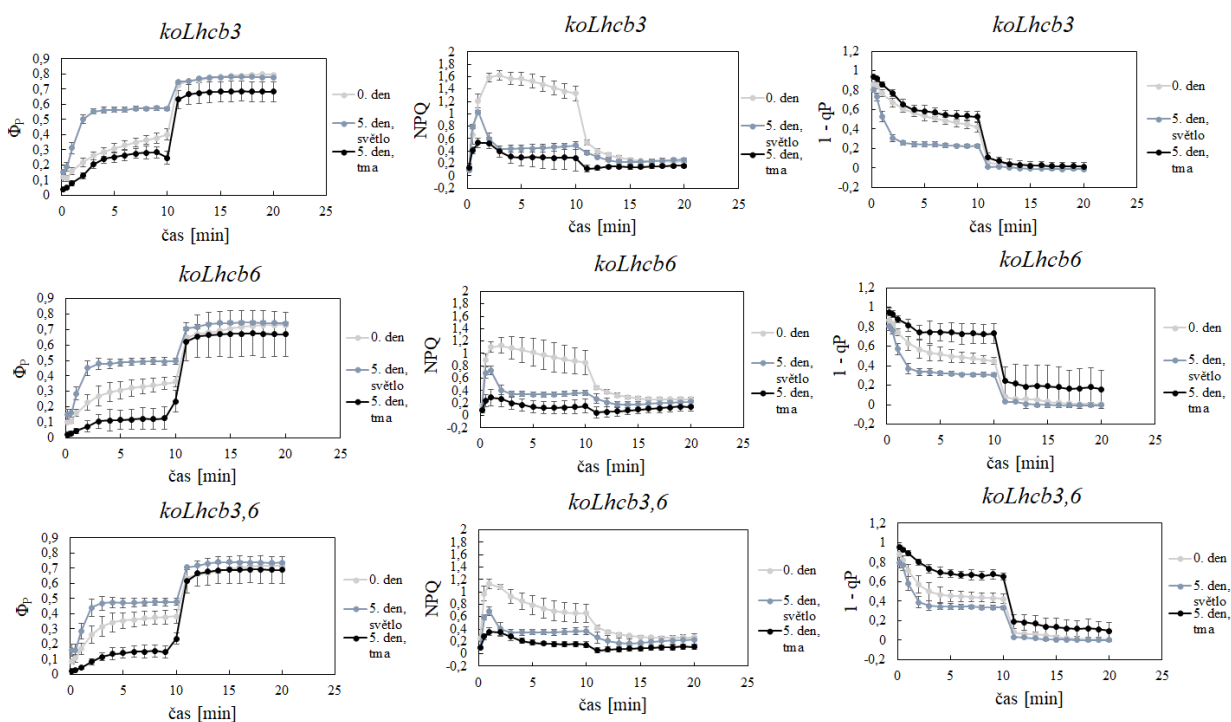 koLhcb3
0,9
0,8
0,7
0,6
0,5
0,4
0,3
0,2
0,1
0
ΦP
0 5 10 15 20 25
čas [min]
0. den
5. den,
světlo
5. den,
tma
koLhcb3
2
1,8
1,6
1,4
1,2
1
0,8
0,6
0,4
0,2
0
-0,2
NPQ
0 5 10 15 20 25
čas [min]
0. den
5. den,
světlo
5. den,
tma
koLhcb3
1,2
1
0,8
0,6
0,4
0,2
0
-0,2
1 - qP
0 5 10 15 20 25
čas [min]
0. den
5. den,
světlo
5. den,
tma
koLhcb6
0,9
0,8
0,7
0,6
0,5
0,4
0,3
0,2
0,1
0
ΦP
0 5 10 15 20 25
čas [min]
0. den
5. den,
světlo
5. den,
tma
koLhcb6
2
1,8
1,6
1,4
1,2
1
0,8
0,6
0,4
0,2
0
-0,2
NPQ
0 5 10 15 20 25
čas [min]
0. den
5. den,
světlo
5. den,
tma
koLhcb6
1,2
1
0,8
0,6
0,4
0,2
0
-0,2
1 - qP
0 5 10 15 20 25
čas [min]
0. den
5. den,
světlo
5. den,
tma
koLhcb3,6
0,9
0,8
0,7
0,6
0,5
0,4
0,3
0,2
0,1
0
ΦP
0 5 10 15 20 25
čas [min]
0. den
5. den,
světlo
5. den,
tma
koLhcb3,6
2
1,8
1,6
1,4
1,2
1
0,8
0,6
0,4
0,2
0
-0,2
NPQ
0 5 10 15 20 25
čas [min]
0. den
5. den,
světlo
5. den,
tma
koLhcb3,6
1,2
1
0,8
0,6
0,4
0,2
0
-0,2
1 - qP
0 5 10 15 20 25
čas [min]
0. den
5. den,
světlo
5. den,
tma